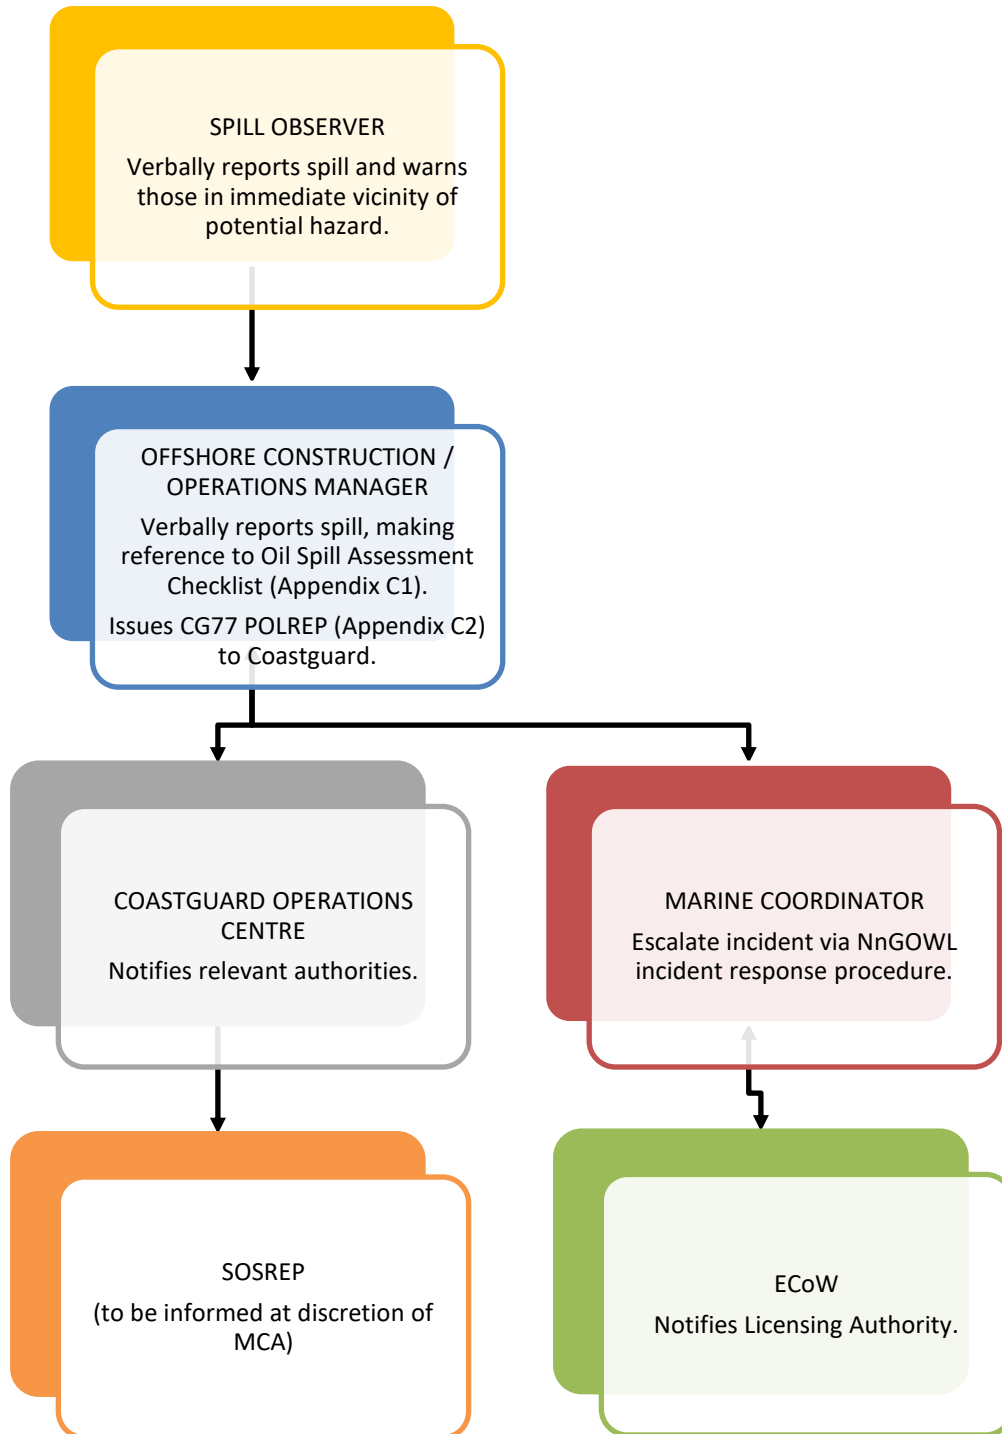 SPILL OBSERVER
Verbally reports spill and warns
those in immediate vicinity of
potential hazard.
OFFSHORE CONSTRUCTION /
OPERATIONS MANAGER
Verbally reports spill, making
reference to Oil Spill Assessment
Checklist (Appendix C1).
Issues CG77 POLREP (Appendix C2)
to Coastguard.
COASTGUARD OPERATIONS
CENTRE
Notifies relevant authorities.
MARINE COORDINATOR
Escalate incident via NnGOWL
incident response procedure.
SOSREP
(to be informed at discretion of
MCA)
ECoW
Notifies Licensing Authority.